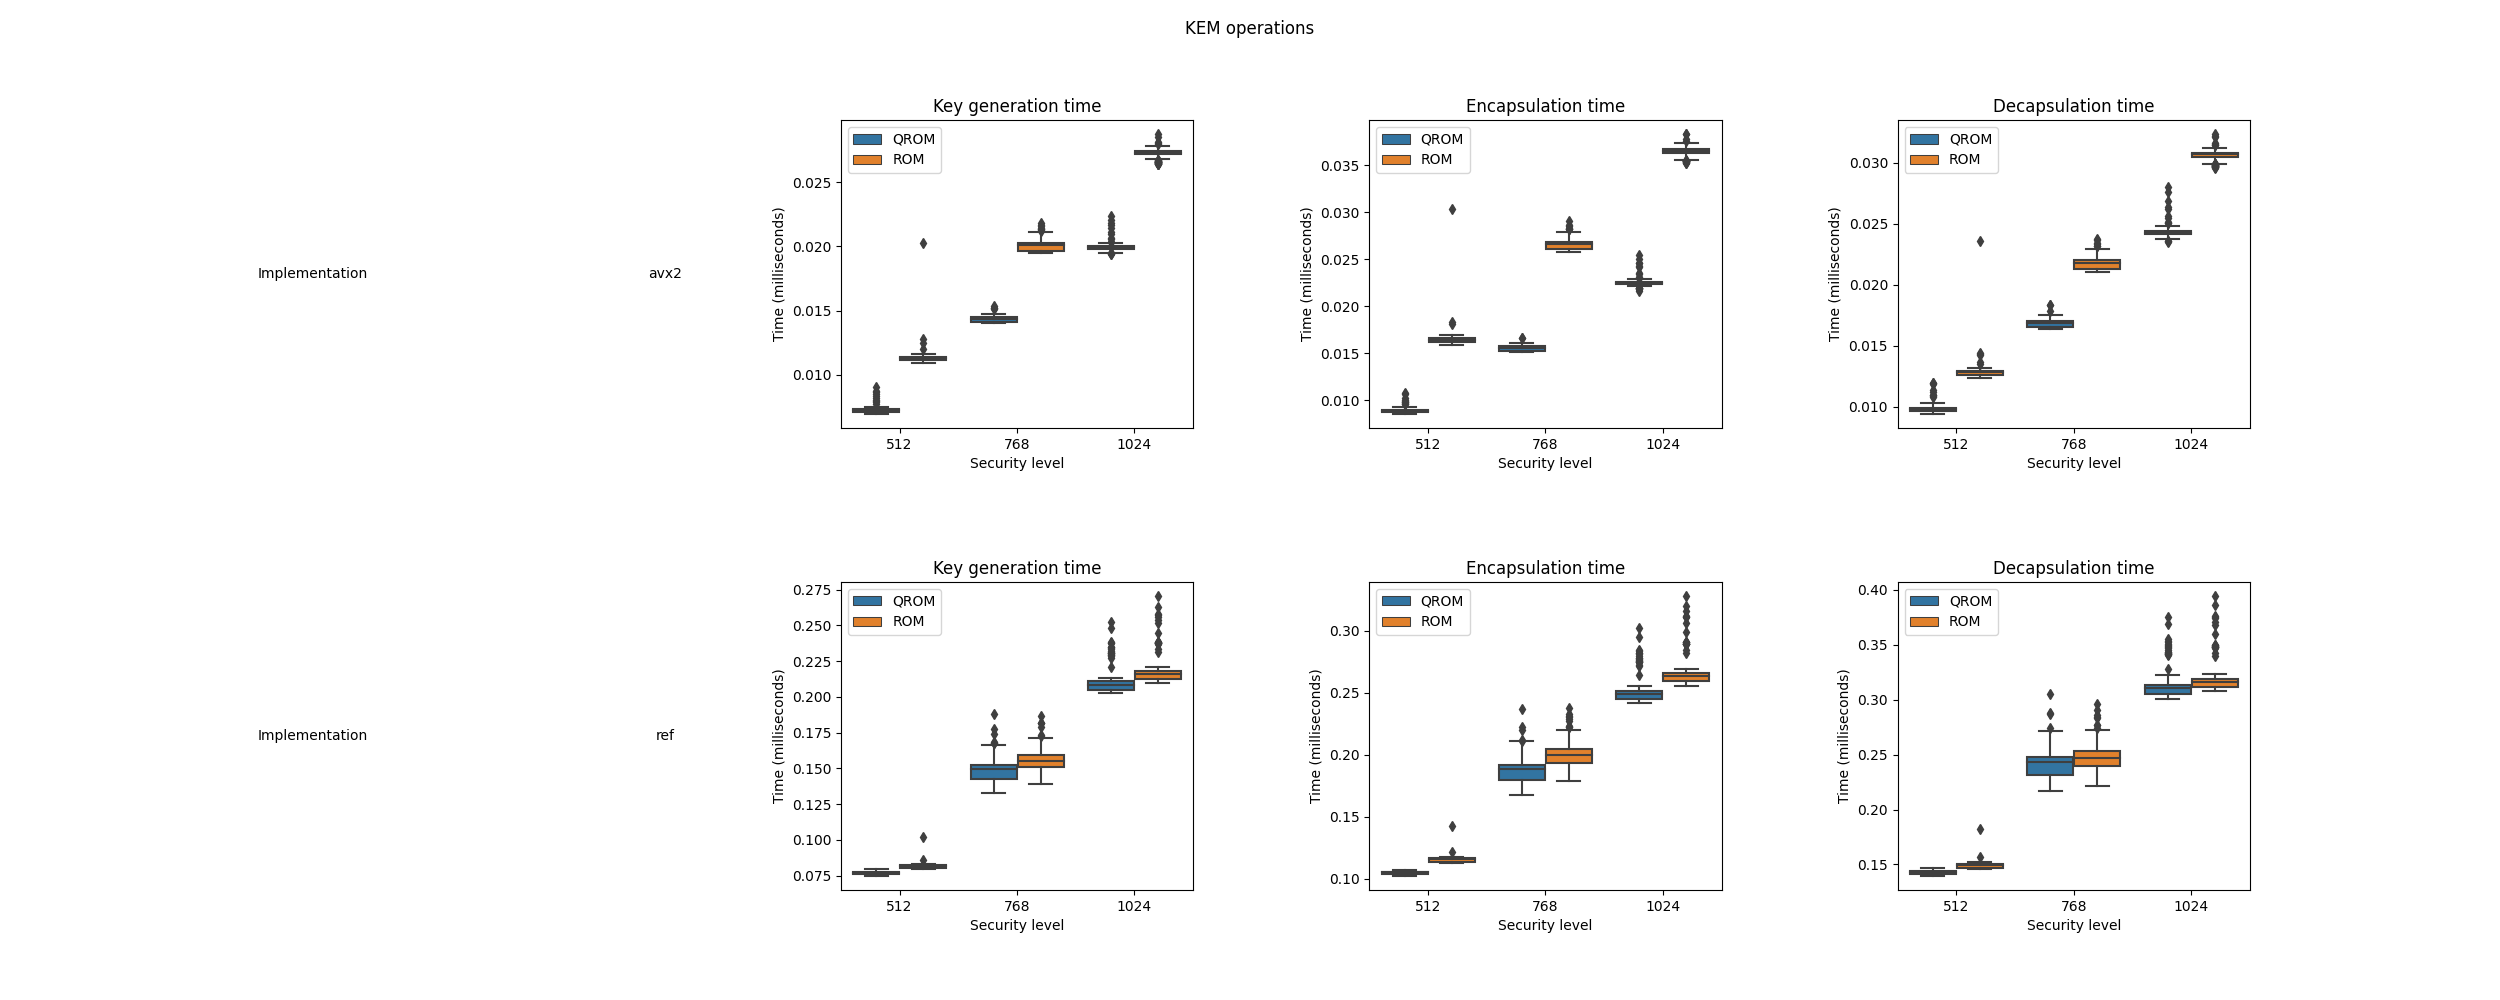 KEM operations
Implementation
avx2
Key generation time
QROM
ROM
Time (milliseconds)
0.025
0.020
0.015
0.010
512 768 1024
Security level
Encapsulation time
QROM
ROM
Time (milliseconds)
0.035
0.030
0.025
0.020
0.015
0.010
512 768 1024
Security level
Decapsulation time
QROM
ROM
Time (milliseconds)
0.030
0.025
0.020
0.015
0.010
512 768 1024
Security level
Implementation
ref
Key generation time
QROM
ROM
Time (milliseconds)
0.275
0.250
0.225
0.200
0.175
0.150
0.125
0.100
0.075
512 768 1024
Security level
Encapsulation time
QROM
ROM
Time (milliseconds)
0.30
0.25
0.20
0.15
0.10
512 768 1024
Security level
Decapsulation time
QROM
ROM
Time (milliseconds)
0.40
0.35
0.30
0.25
0.20
0.15
512 768 1024
Security level